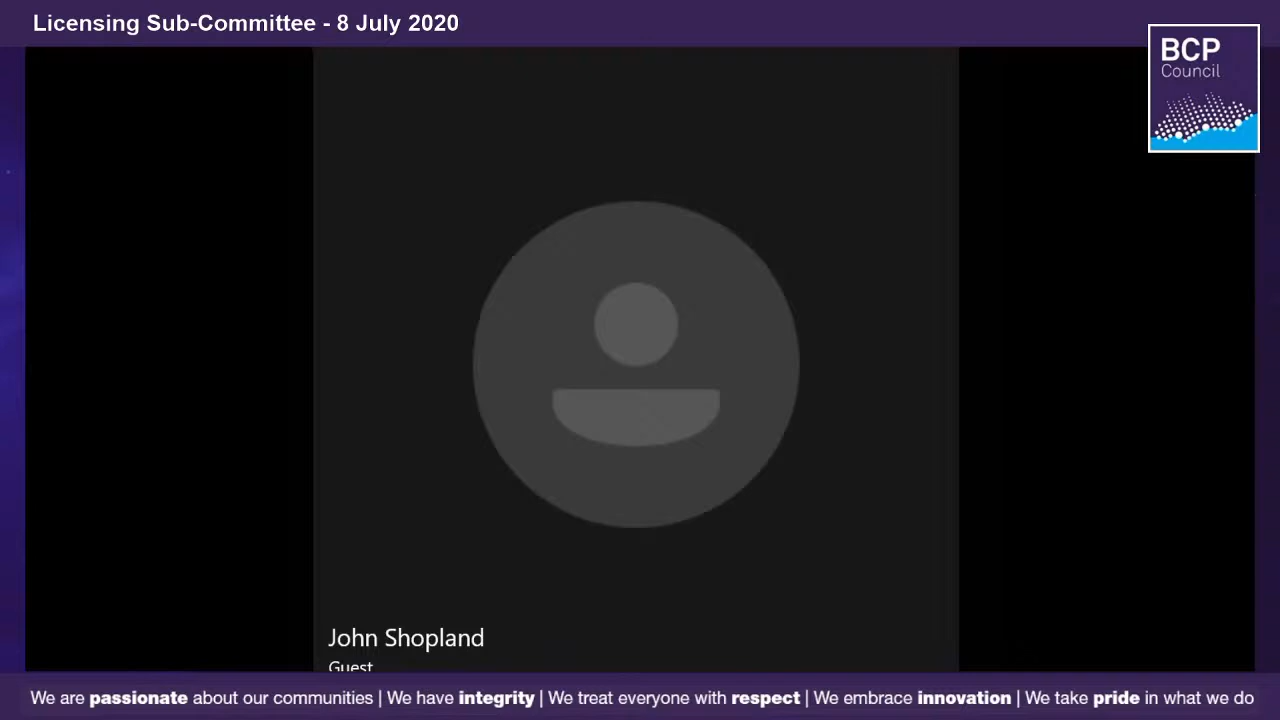 Licensing Sub-Committee - 8 July 2020
BCP
Council
John Shopland
Guest
We are passionate about our communities | We have integrity | We treat everyone with respect | We embrace innovation | We take pride in what we do